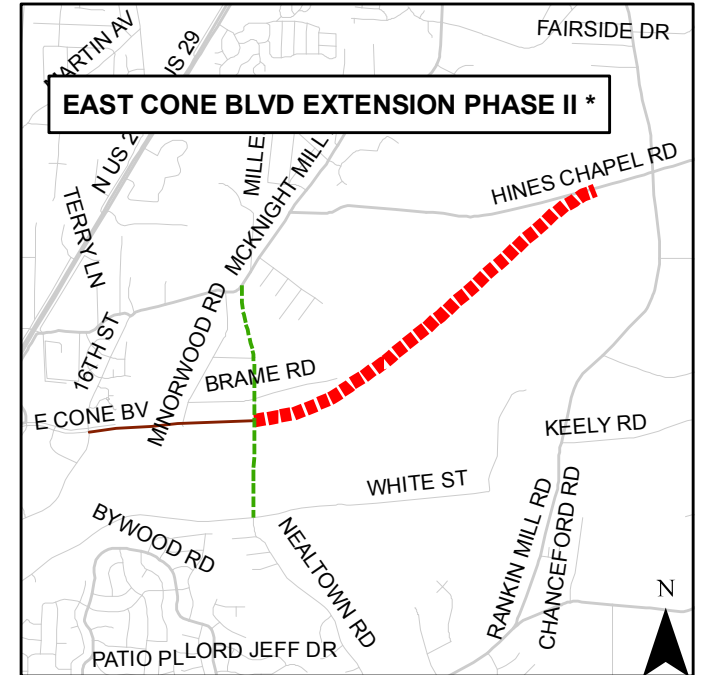 MARTIN AV
US 29
FAIRSIDE DR
EAST CONE BLVD EXTENSION PHASE II *
N US 2
MILLE
MCKNIGHT MILL
HINES CHAPEL RD
TERRY LN
16TH ST
MINORWOOD RD
BRAME RD
E CONE BV
KEELY RD
WHITE ST
BYWOOD RD
NEALTOWN RD
RANKIN MILL RD
CHANCEFORD RD
N
PATIO PL
LORD JEFF DR